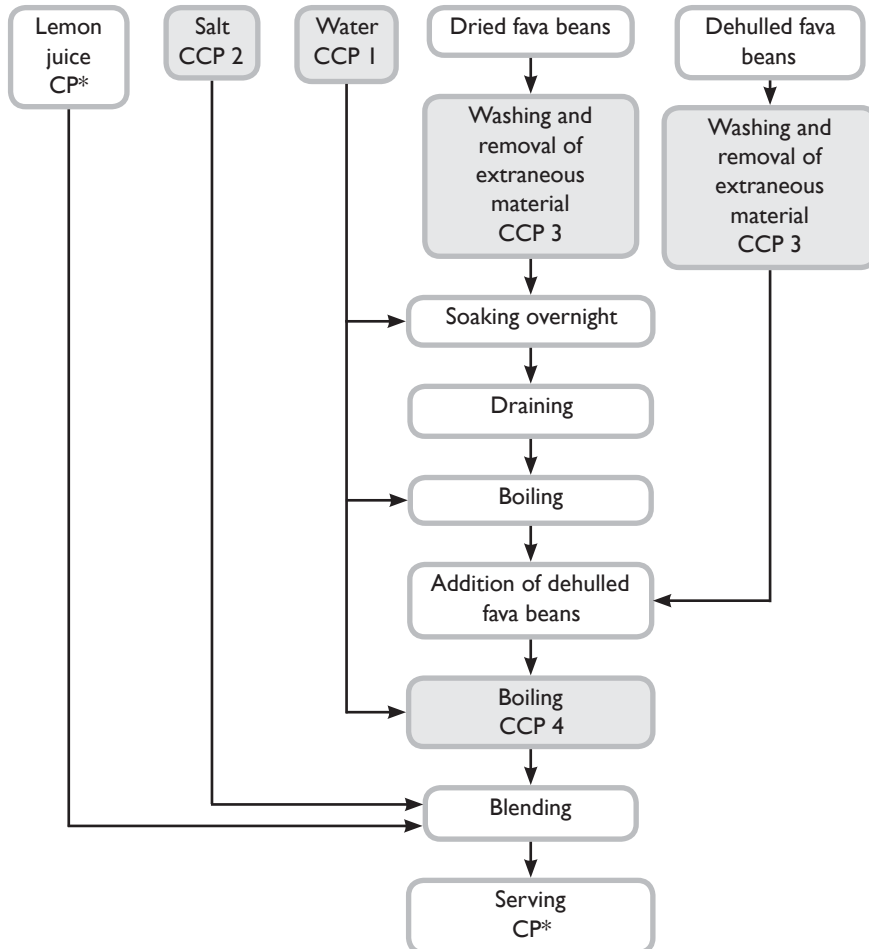 Lemon
juice
CP*
Salt
CCP 2
Water
CCP 1
Dried fava beans
Dehulled fava
beans
Washing and
removal of
extraneous
material
CCP 3
Washing and
removal of
extraneous
material
CCP 3
Soaking overnight
Draining
Boiling
Addition of dehulled
fava beans
Boiling
CCP 4
Blending
Serving
CP*